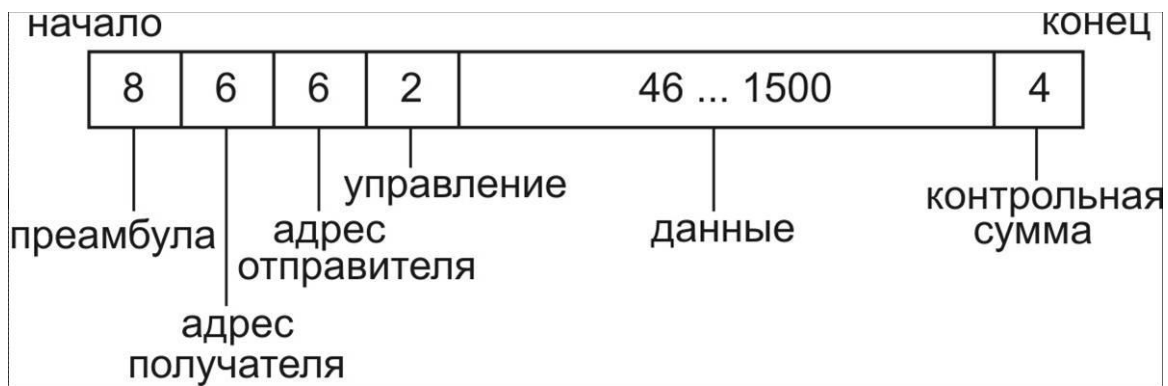 начало конец
8 6 6 2 46 ... 1500 4
управление
преамбула адрес отправителя данные контрольная сумма
адрес
получателя